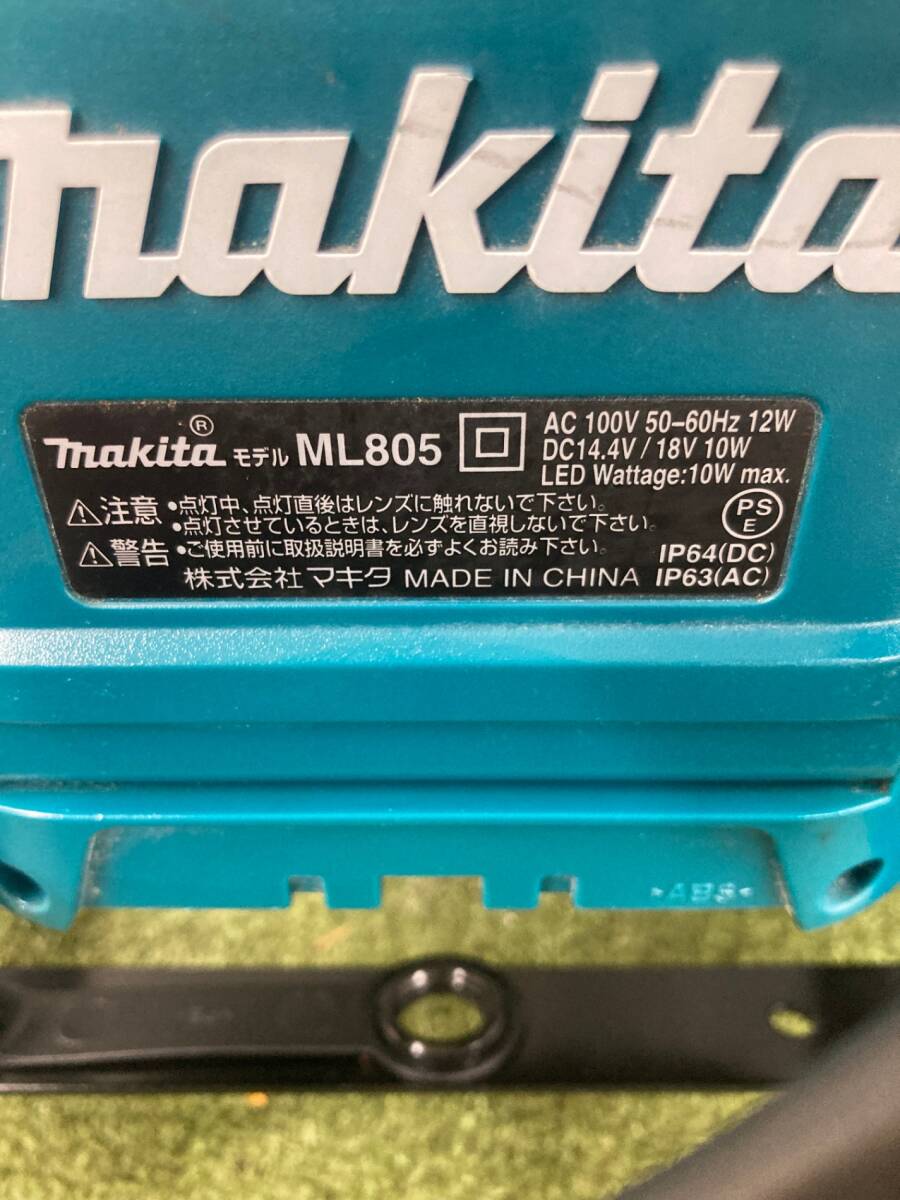 makita
makita® モデル ML805
AC 100V 50–60Hz 12W
DC14.4V / 18V 10W
LED Wattage:10W max.
⚠注意 •点灯中、点灯直後はレンズに触れないで下さい。
•点灯させているときは、レンズを直視しないで下さい。
⚠警告 •ご使用前に取扱説明書を必ずよくお読み下さい。
PS
E
株式会社マキタ MADE IN CHINA
IP64(DC)
IP63(AC)
>ABS<